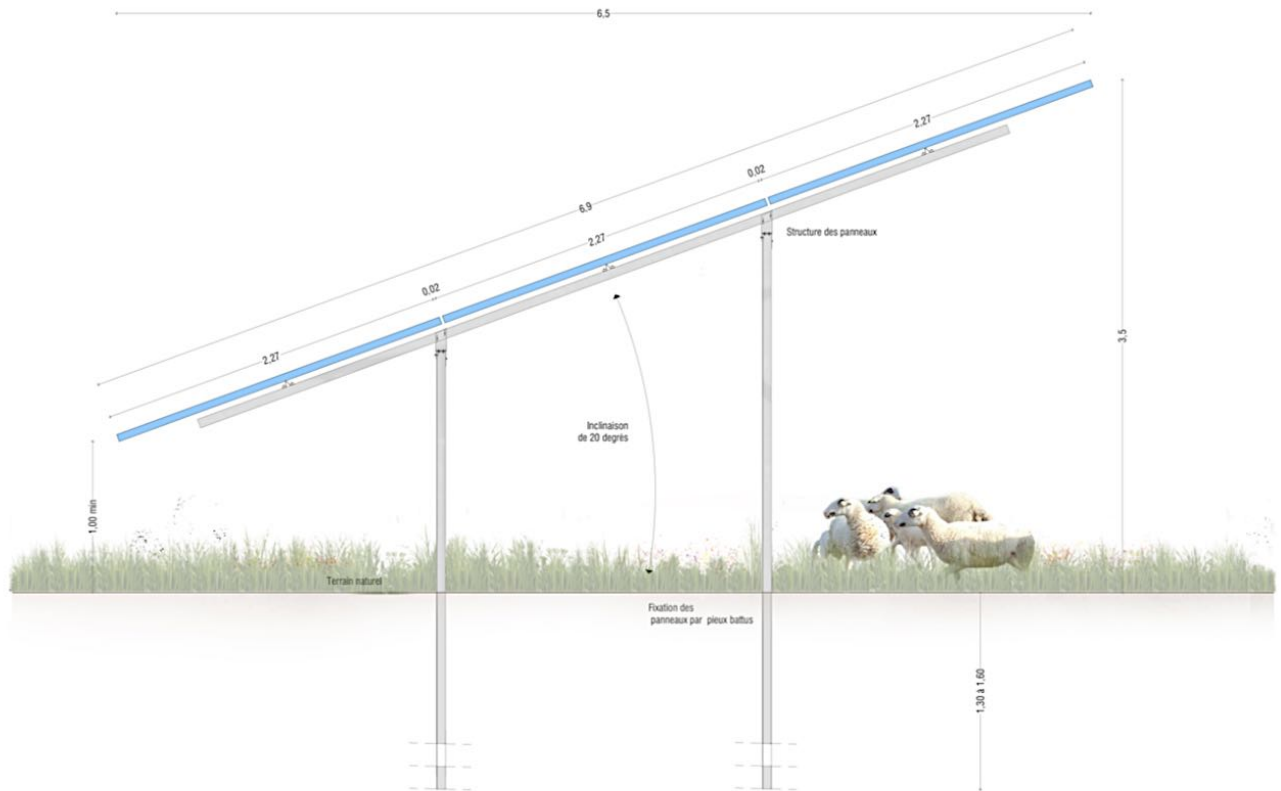 6,5
2,27
0,02
6,9
2,27
0,02
2,27
Structure des panneaux
3,5
Inclinaison
de 20 degrès
1,00 min
Terrain naturel
Fixation des
panneaux par pieux battus
1,30 à 1,60